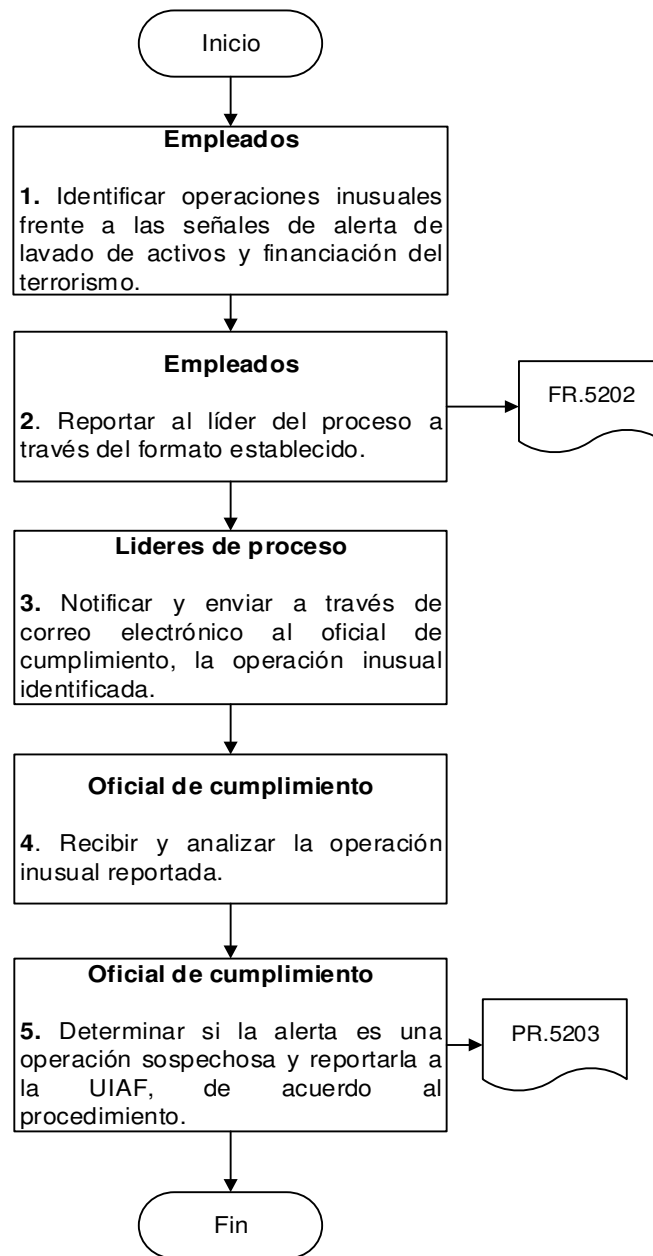 Inicio
Empleados
1. Identificar operaciones inusuales
frente a las señales de alerta de
lavado de activos y financiación del
terrorismo.
Empleados
2. Reportar al líder del proceso a
través del formato establecido.
FR.5202
Lideres de proceso
3. Notificar y enviar a través de
correo electrónico al oficial de
cumplimiento, la operación inusual
identificada.
Oficial de cumplimiento
4. Recibir y analizar la operación
inusual reportada.
Oficial de cumplimiento
5. Determinar si la alerta es una
operación sospechosa y reportarla a
la UIAF, de acuerdo al
procedimiento.
PR.5203
Fin